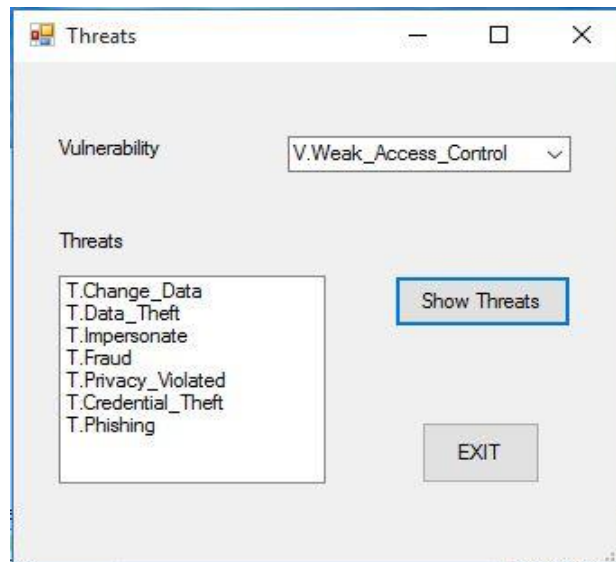 Threats
Vulnerability
V.Weak_Access_Control
Threats
T.Change_Data
T.Data_Theft
T.Impersonate
T.Fraud
T.Privacy_Violated
T:Credential_Theft
T.Phishing
Show Threats
EXIT